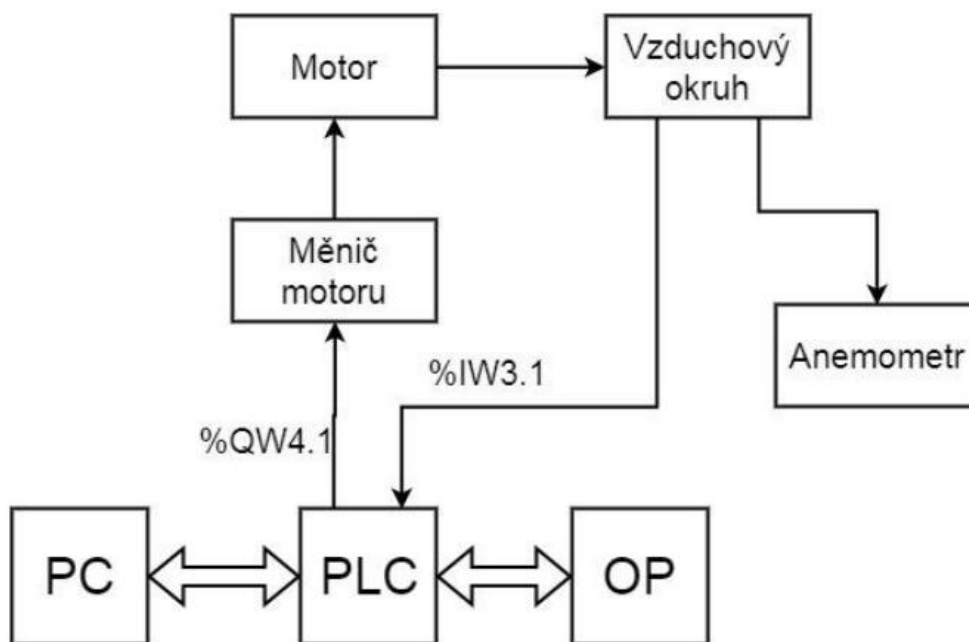 Motor
Vzduchový
okruh
Měnič
motoru
Anemometr
%IW3.1
%QW4.1
PC
PLC
OP